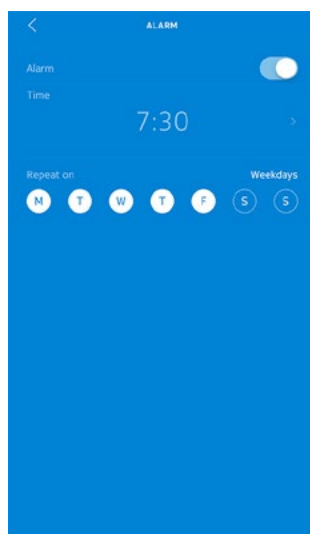 ALARM
Alarm
Time
7:30
Repeat on Weekdays
M T W T F S S